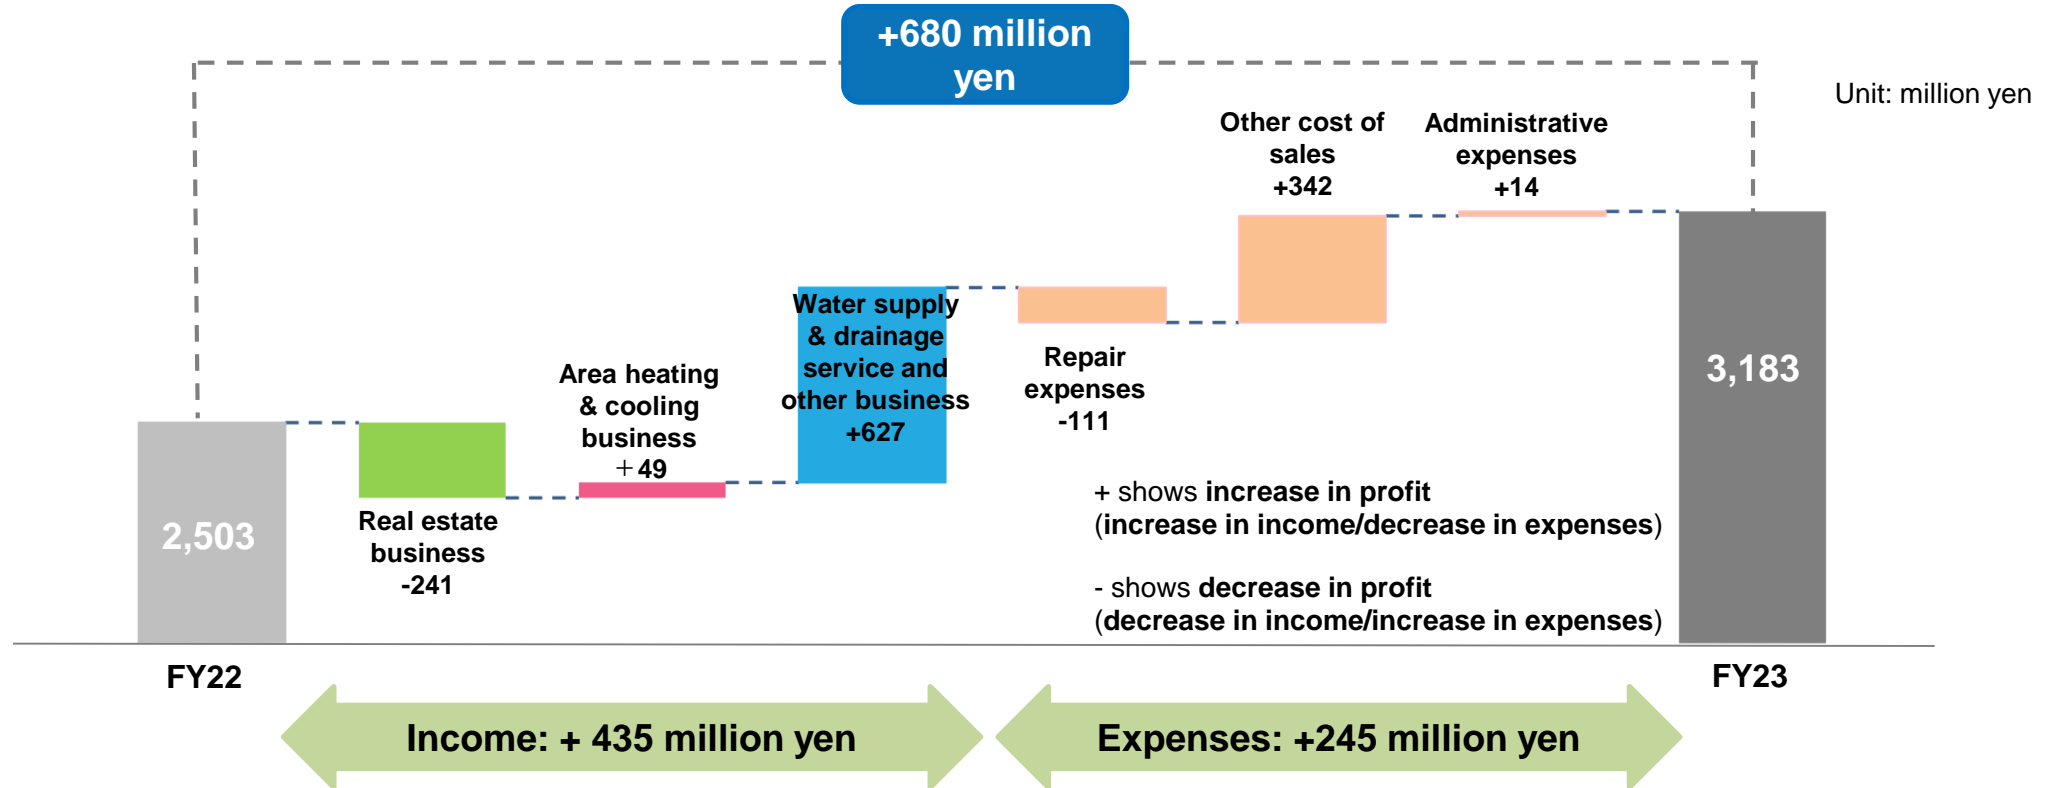 +680 million
yen
Unit: million yen
Other cost of
sales
+342
Administrative
expenses
+14
Water supply
& drainage
service and
other business
+627
Area heating
& cooling
business
＋49
Repair
expenses
-111
3,183
2,503
Real estate
business
-241
+ shows increase in profit
(increase in income/decrease in expenses)
- shows decrease in profit
(decrease in income/increase in expenses)
FY22
FY23
Income: + 435 million yen
Expenses: +245 million yen